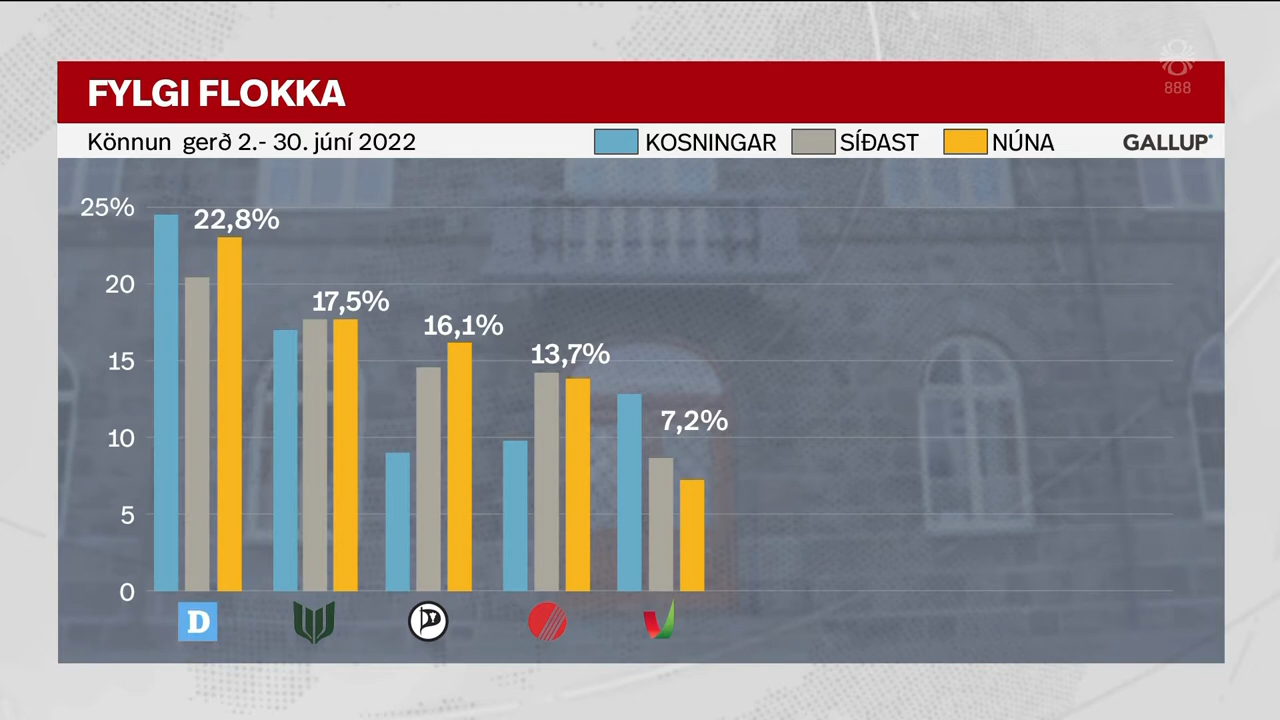 888
FYLGI FLOKKA
Könnun gerð 2.- 30. júní 2022
KOSNINGAR
SÍÐAST
NÚNA
GALLUP
25%
20
15
10
5
0
22,8%
17,5%
16,1%
13,7%
7,2%
D
P
V